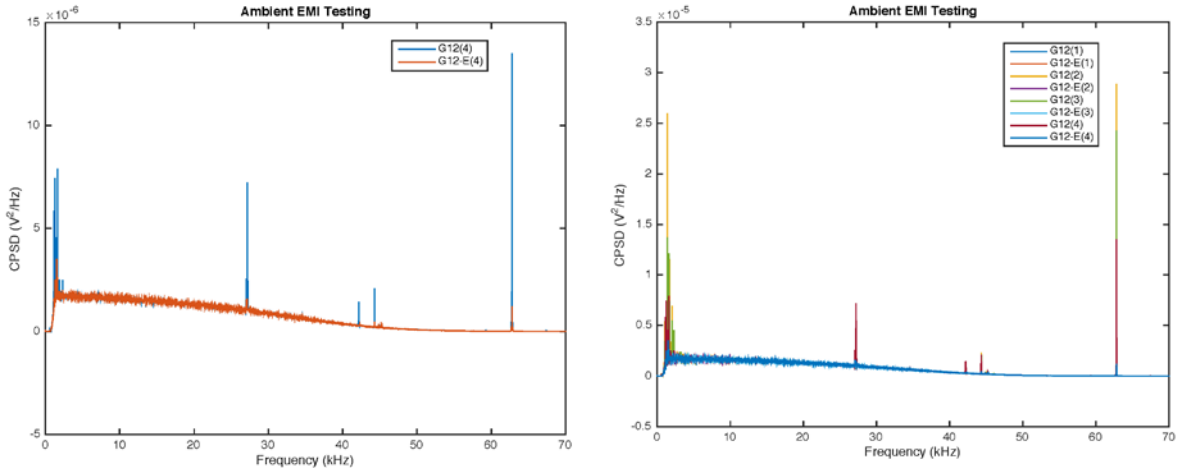 ×10⁻⁶
Ambient EMI Testing
15
10
5
0
-5
CPSD (V²/Hz)
G12(4)
G12-E(4)
0 10 20 30 40 50 60 70
Frequency (kHz)
×10⁻⁵
Ambient EMI Testing
3.5
3
2.5
2
1.5
1
0.5
0
-0.5
CPSD (V²/Hz)
G12(1)
G12-E(1)
G12(2)
G12-E(2)
G12(3)
G12-E(3)
G12(4)
G12-E(4)
0 10 20 30 40 50 60 70
Frequency (kHz)